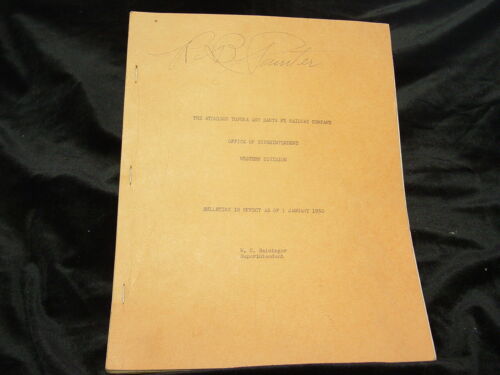 R B Painter
THE ATCHISON TOPEKA AND SANTA FE RAILWAY COMPANY
OFFICE OF SUPERINTENDENT
WESTERN DIVISION
BULLETINS IN EFFECT AS OF 1 JANUARY 1950
Superintendent